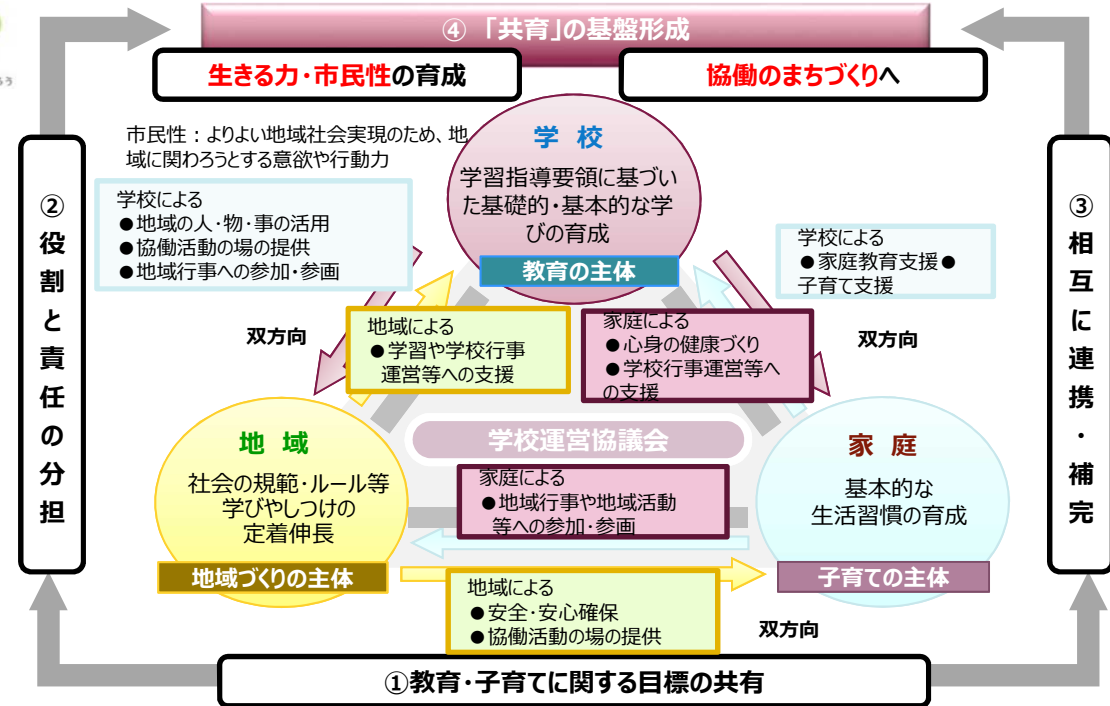 ④ 「共育」の基盤形成
生きる力・市民性の育成
協働のまちづくりへ
市民性：よりよい地域社会実現のため、地
域に関わろうとする意欲や行動力
学校
学習指導要領に基づい
た基礎的・基本的な学
びの育成
教育の主体
学校による
●地域の人・物・事の活用
●協働活動の場の提供
●地域行事への参加・参画
学校による
●家庭教育支援●
子育て支援
②役割と責任の分担
③相互に連携・補完
双方向
地域による
●学習や学校行事
運営等への支援
家庭による
●心身の健康づくり
●学校行事運営等へ
の支援
双方向
学校運営協議会
地域
社会の規範・ルール等
学びやしつけの
定着伸長
地域づくりの主体
家庭による
●地域行事や地域活動
等への参加・参画
家庭
基本的な
生活習慣の育成
子育ての主体
地域による
●安全・安心確保
●協働活動の場の提供
双方向
①教育・子育てに関する目標の共有